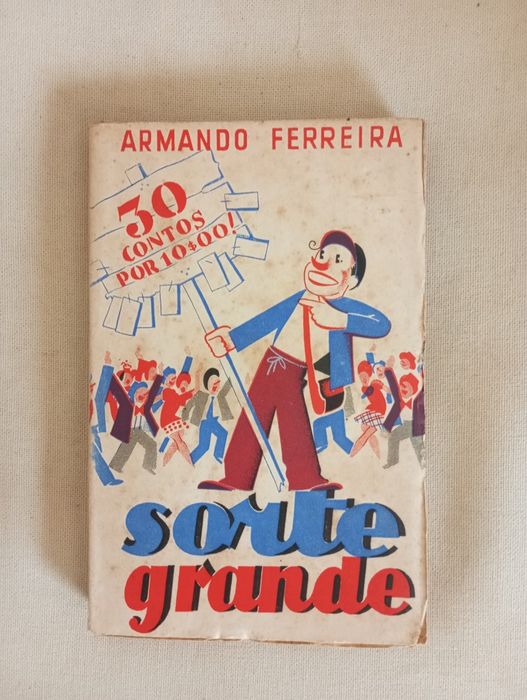 ARMANDO FERREIRA
30
CONTOS
POR 10$00!
sorte
grande